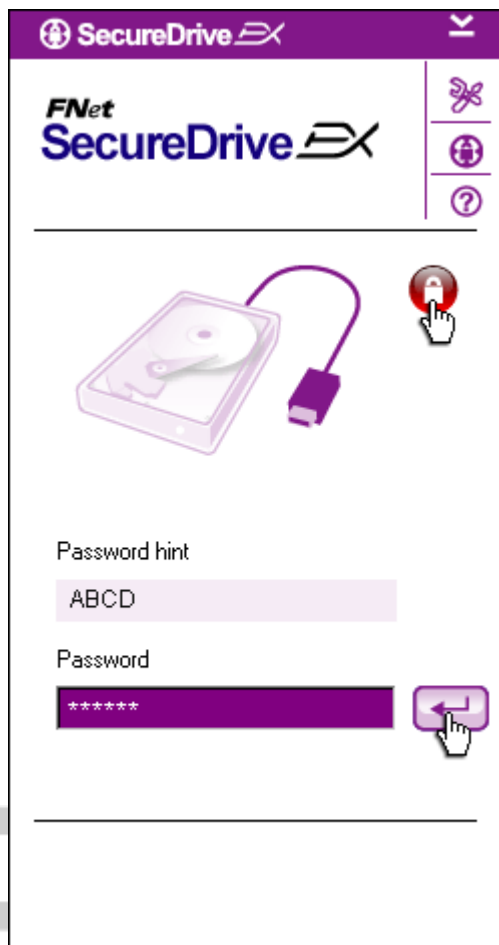 SecureDrive EX
FNet
SecureDrive EX
?
Password hint
ABCD
Password
******